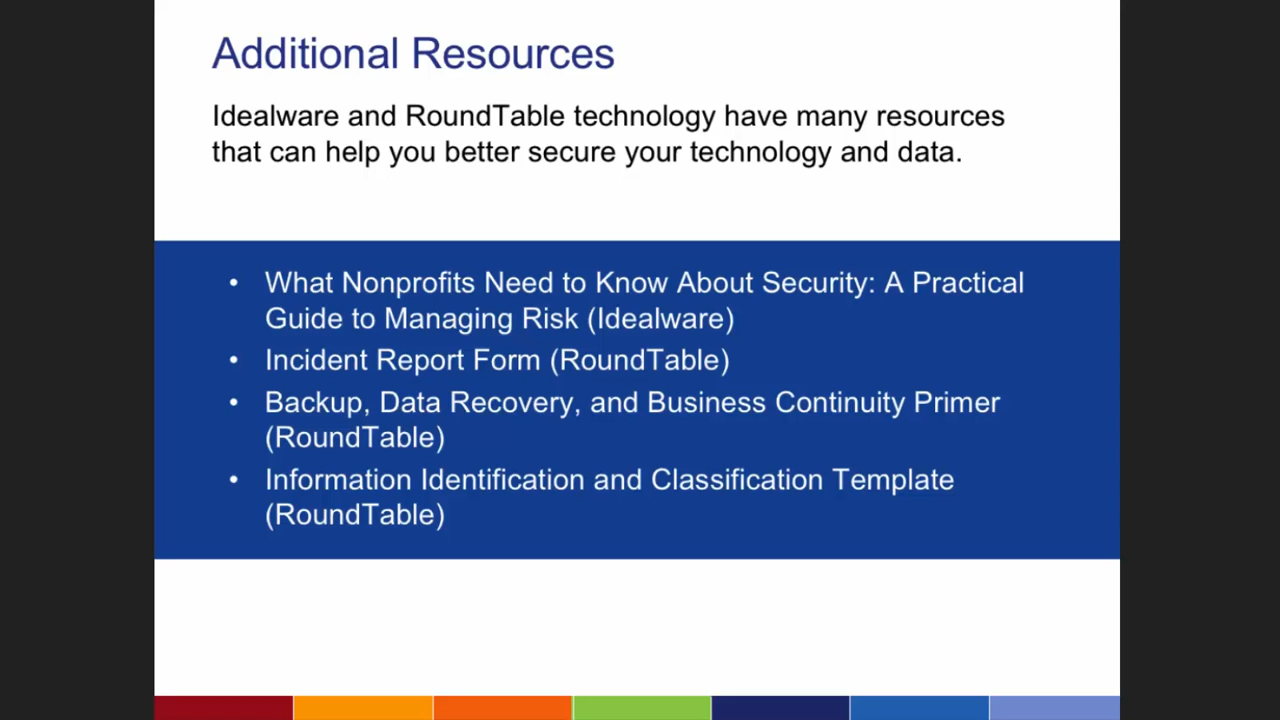 Additional Resources
Idealware and RoundTable technology have many resources
that can help you better secure your technology and data.
• What Nonprofits Need to Know About Security: A Practical
Guide to Managing Risk (Idealware)
• Incident Report Form (RoundTable)
• Backup, Data Recovery, and Business Continuity Primer
(RoundTable)
• Information Identification and Classification Template
(RoundTable)